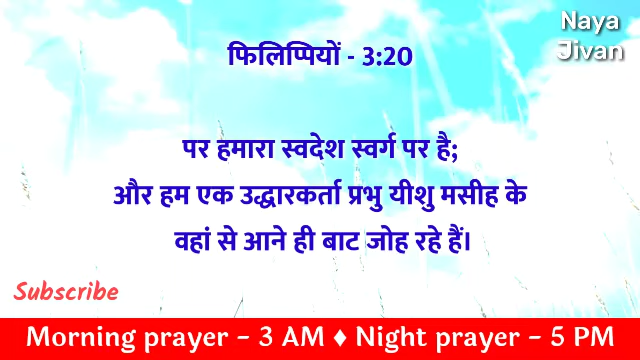 Naya
Jivan
फिलिप्पियों - 3:20
पर हमारा स्वदेश स्वर्ग पर है;
और हम एक उद्धारकर्ता प्रभु यीशु मसीह के
वहां से आने ही बाट जोह रहे हैं।
Subscribe
Morning prayer - 3 AM ♦ Night prayer - 5 PM